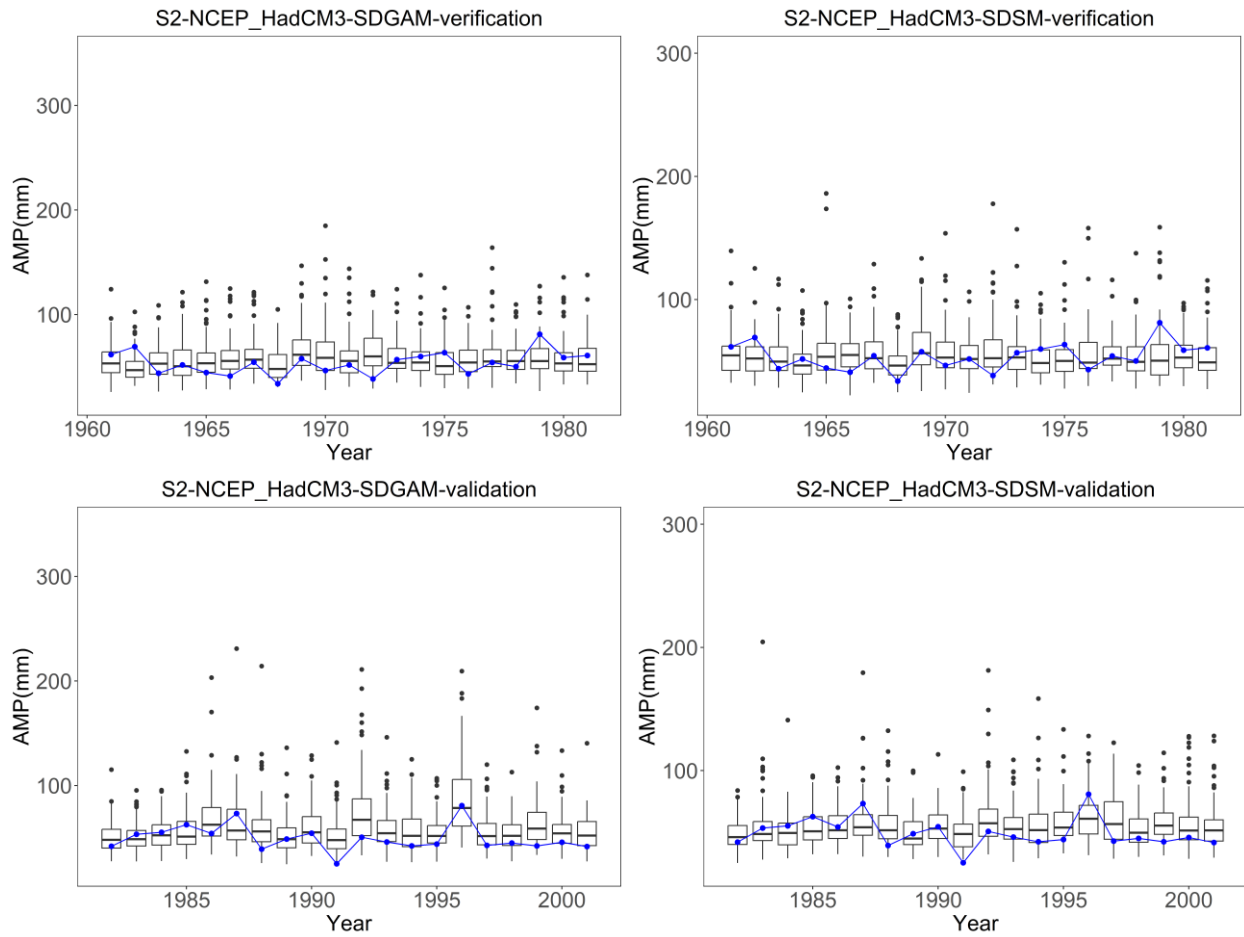 S2-NCEP_HadCM3-SDGAM-verification
300
200
100
AMP(mm)
1960 1965 1970 1975 1980
Year
S2-NCEP_HadCM3-SDSM-verification
300
200
100
AMP(mm)
1960 1965 1970 1975 1980
Year
S2-NCEP_HadCM3-SDGAM-validation
300
200
100
AMP(mm)
1985 1990 1995 2000
Year
S2-NCEP_HadCM3-SDSM-validation
300
200
100
AMP(mm)
1985 1990 1995 2000
Year